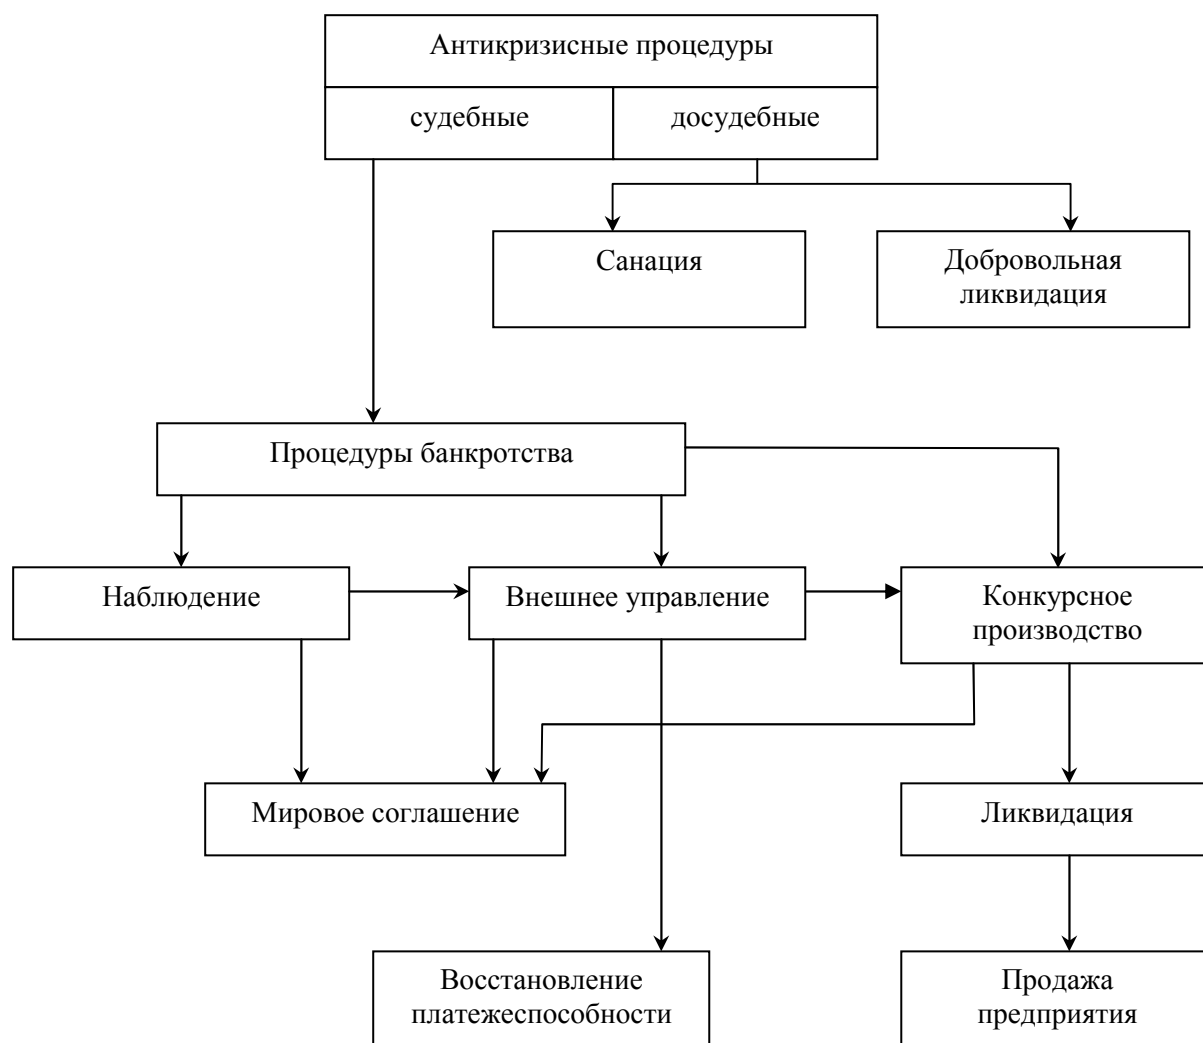 Антикризисные процедуры
судебные
досудебные
Санация
Добровольная
ликвидация
Процедуры банкротства
Наблюдение
Внешнее управление
Конкурсное
производство
Мировое соглашение
Ликвидация
Восстановление
платежеспособности
Продажа
предприятия